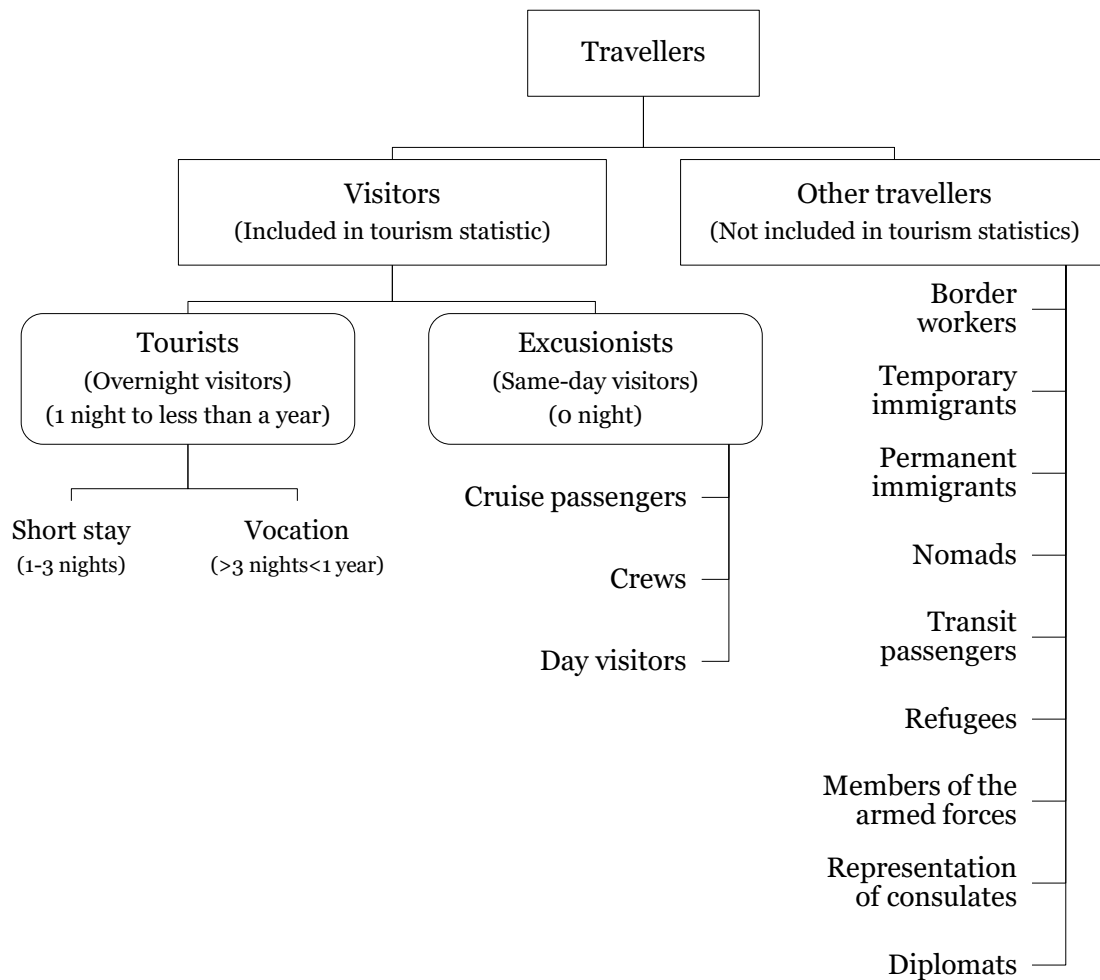 Travellers
Visitors
(Included in tourism statistic)
Other travellers
(Not included in tourism statistics)
Tourists
(Overnight visitors)
(1 night to less than a year)
Excusionists
(Same-day visitors)
(0 night)
Short stay
(1-3 nights)
Vocation
(>3 nights<1 year)
Cruise passengers
Crews
Day visitors
Border
workers
Temporary
immigrants
Permanent
immigrants
Nomads
Transit
passengers
Refugees
Members of the
armed forces
Representation
of consulates
Diplomats